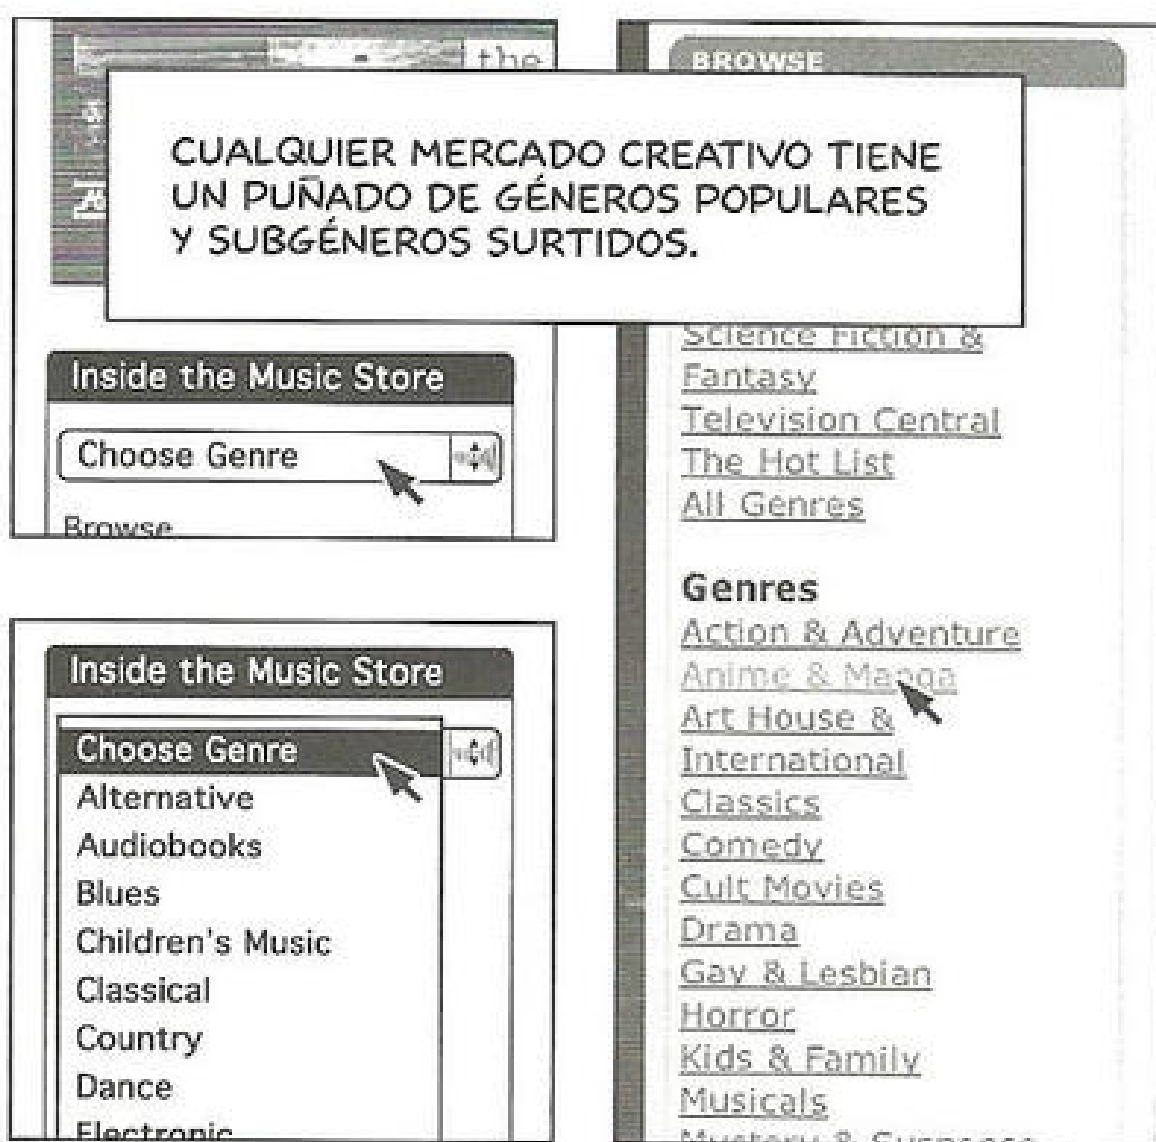 the
BROWSE
CUALQUIER MERCADO CREATIVO TIENE
UN PUÑADO DE GÉNEROS POPULARES
Y SUBGÉNEROS SURTIDOS.
Inside the Music Store
Choose Genre
Browse
Inside the Music Store
Choose Genre
Alternative
Audiobooks
Blues
Children's Music
Classical
Country
Dance
Electronic
Science Fiction &
Fantasy
Television Central
The Hot List
All Genres
Genres
Action & Adventure
Anime & Manga
Art House &
International
Classics
Comedy
Cult Movies
Drama
Gay & Lesbian
Horror
Kids & Family
Musicals
Mystery & Suspense